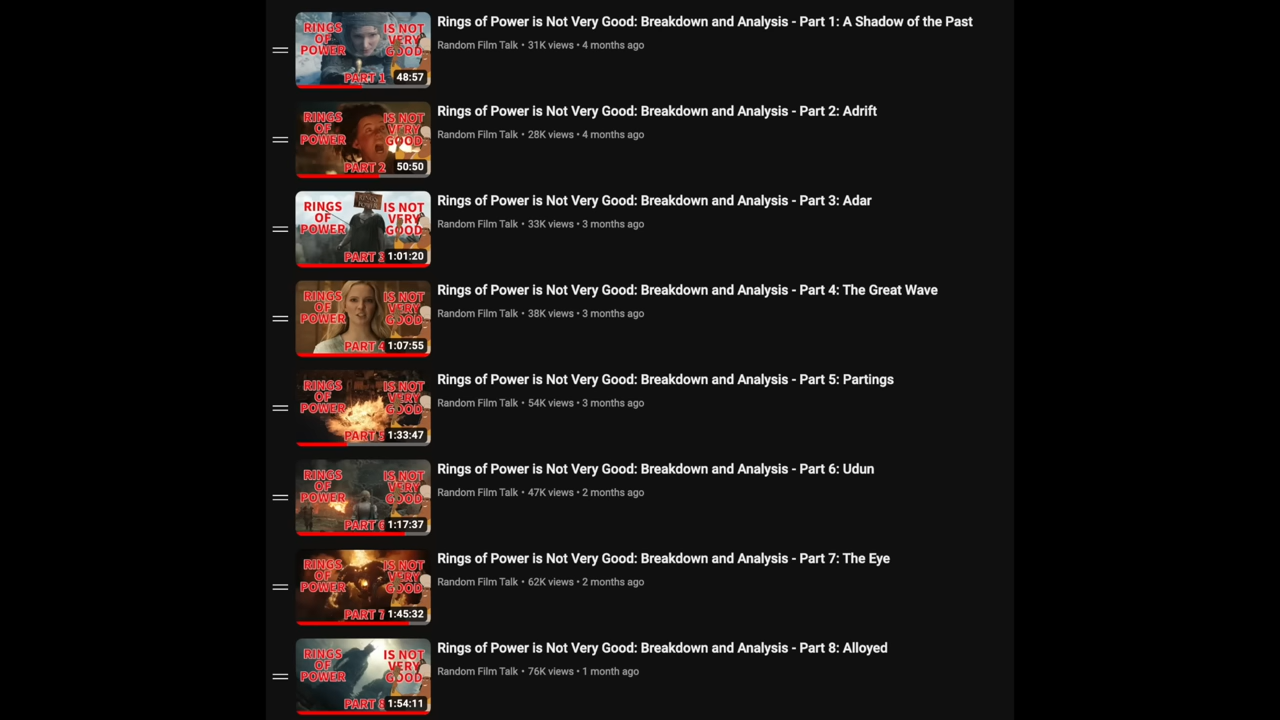 RINGS OF POWER IS NOT VERY GOOD PART 1 48:57
Rings of Power is Not Very Good: Breakdown and Analysis - Part 1: A Shadow of the Past
Random Film Talk • 31K views • 4 months ago
RINGS OF POWER IS NOT VERY GOOD PART 2 50:50
Rings of Power is Not Very Good: Breakdown and Analysis - Part 2: Adrift
Random Film Talk • 28K views • 4 months ago
RINGS OF POWER IS NOT VERY GOOD PART 3 1:01:20
Rings of Power is Not Very Good: Breakdown and Analysis - Part 3: Adar
Random Film Talk • 33K views • 3 months ago
RINGS OF POWER IS NOT VERY GOOD PART 4 1:07:55
Rings of Power is Not Very Good: Breakdown and Analysis - Part 4: The Great Wave
Random Film Talk • 38K views • 3 months ago
RINGS OF POWER IS NOT VERY GOOD PART 5 1:33:47
Rings of Power is Not Very Good: Breakdown and Analysis - Part 5: Partings
Random Film Talk • 54K views • 3 months ago
RINGS OF POWER IS NOT VERY GOOD PART 6 1:17:37
Rings of Power is Not Very Good: Breakdown and Analysis - Part 6: Udun
Random Film Talk • 47K views • 2 months ago
RINGS OF POWER IS NOT VERY GOOD PART 7 1:45:32
Rings of Power is Not Very Good: Breakdown and Analysis - Part 7: The Eye
Random Film Talk • 62K views • 2 months ago
RINGS OF POWER IS NOT VERY GOOD PART 8 1:54:11
Rings of Power is Not Very Good: Breakdown and Analysis - Part 8: Alloyed
Random Film Talk • 76K views • 1 month ago